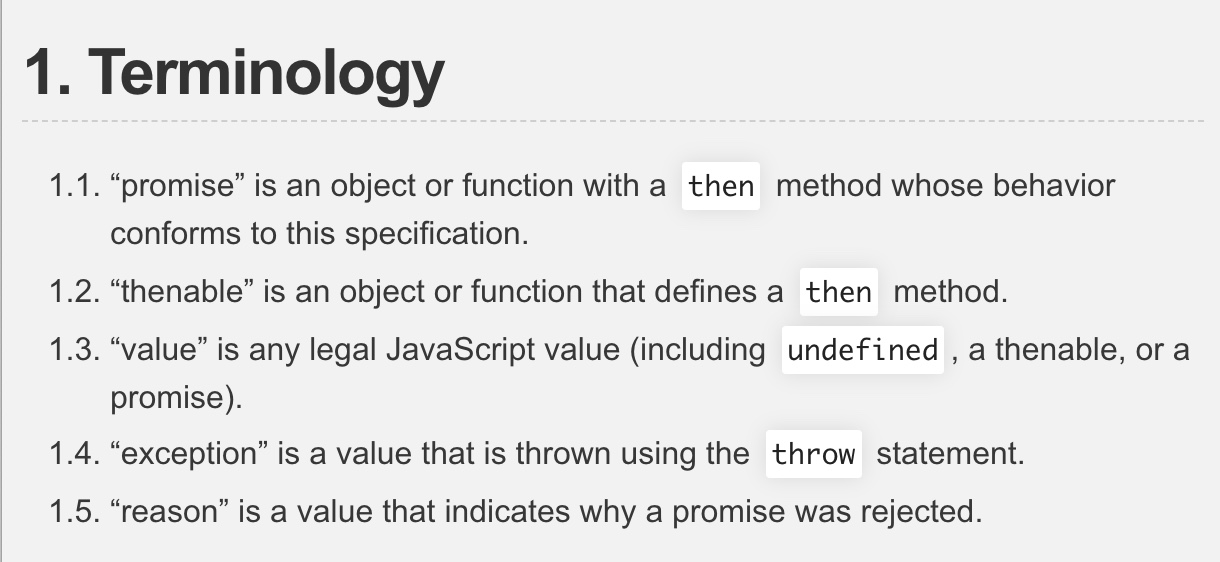 1. Terminology
1.1. “promise” is an object or function with a then method whose behavior
conforms to this specification.
1.2. “thenable” is an object or function that defines a then method.
1.3. “value” is any legal JavaScript value (including undefined , a thenable, or a
promise).
1.4. “exception” is a value that is thrown using the throw statement.
1.5. “reason” is a value that indicates why a promise was rejected.